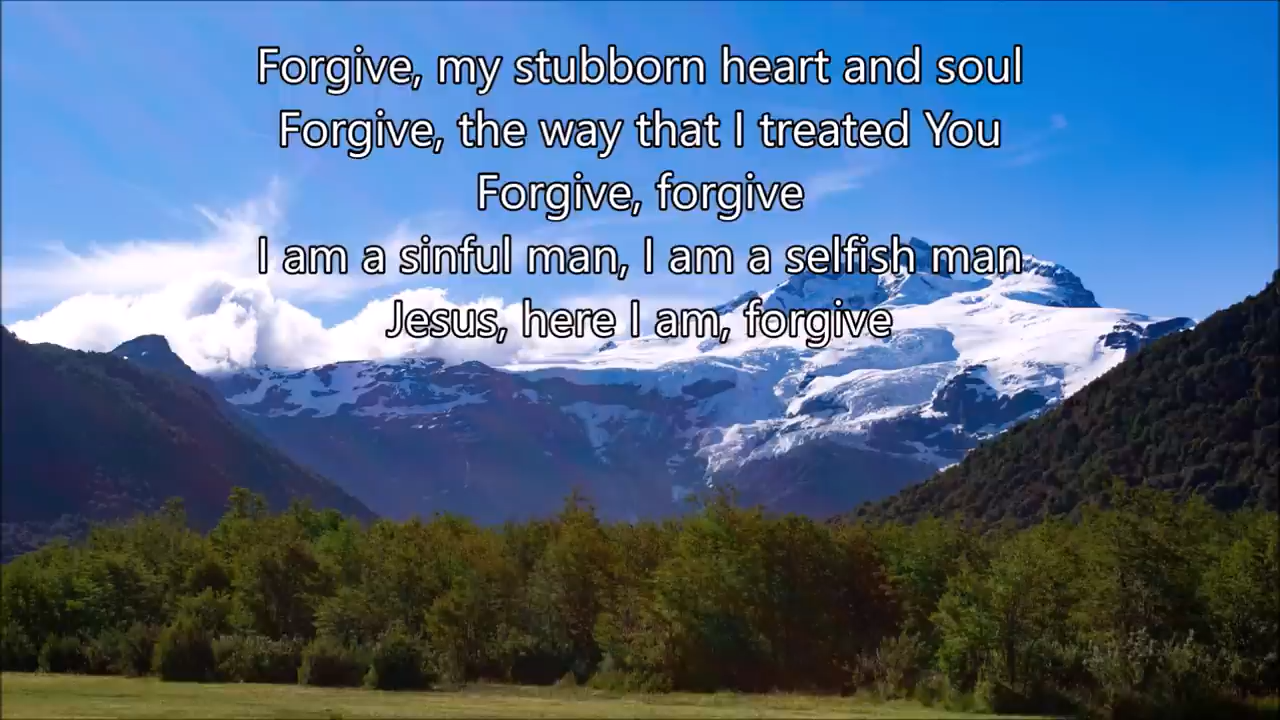 Forgive, my stubborn heart and soul
Forgive, the way that I treated You
Forgive, forgive
I am a sinful man, I am a selfish man
Jesus, here I am, forgive